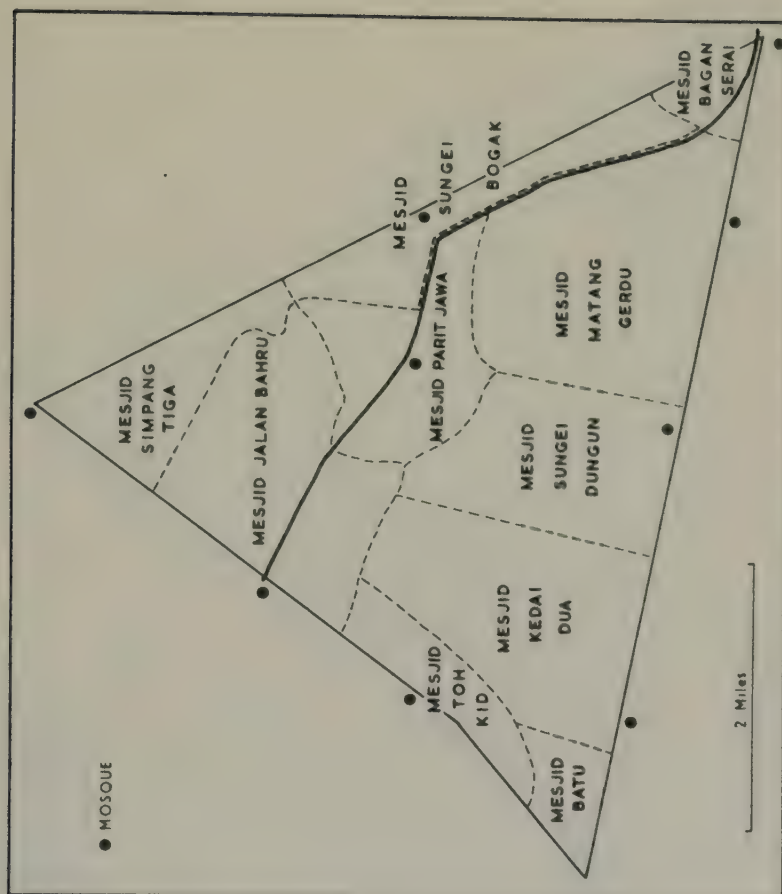 ● MOSQUE
MESJID
SIMPANG
TIGA
MESJID JALAN BAHRU
MESJID
SUNGEI
BOGAK
MESJID
BAGAN
SERAI
MESJID PARIT JAWA
MESJID
TOH
KID
MESJID
MATANG
GERDU
MESJID
SUNGEI
DUNGUN
MESJID
KEDAI
DUA
MESJID
BATU
2 Miles